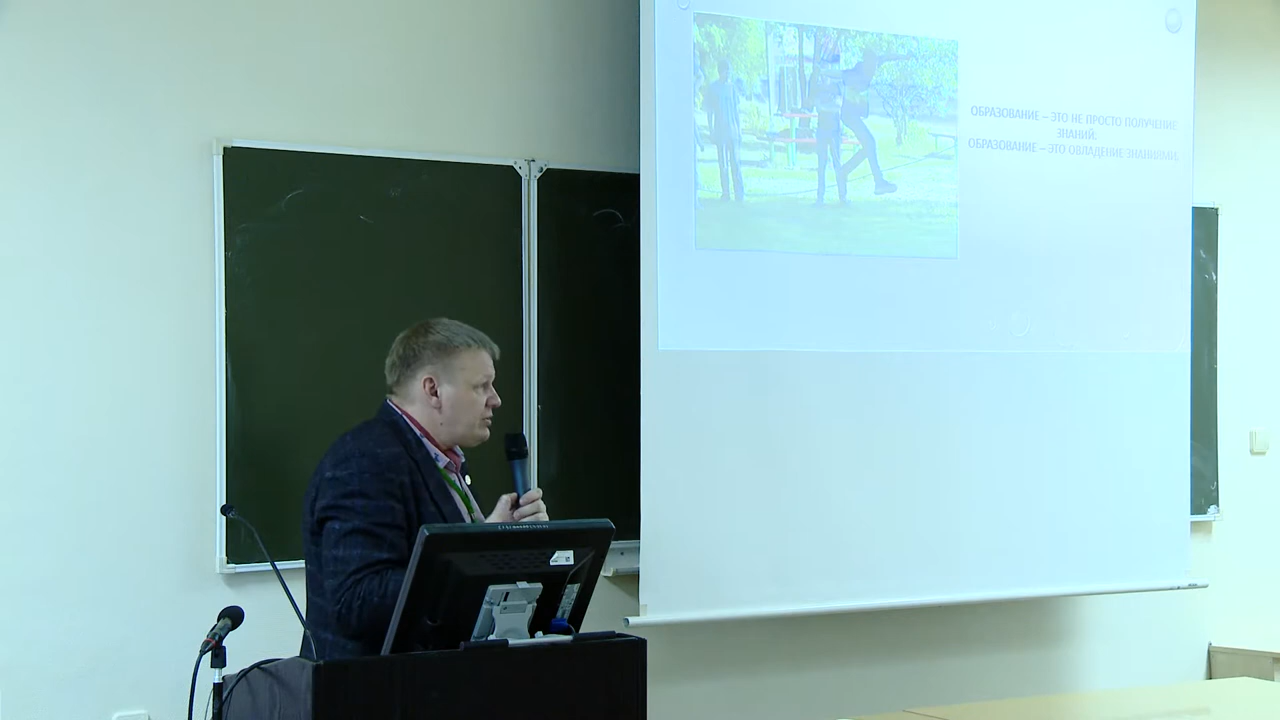 ОБРАЗОВАНИЕ – ЭТО НЕ ПРОСТО ПОЛУЧЕНИЕ
ЗНАНИЙ.
ОБРАЗОВАНИЕ – ЭТО ОВЛАДЕНИЕ ЗНАНИЯМИ.